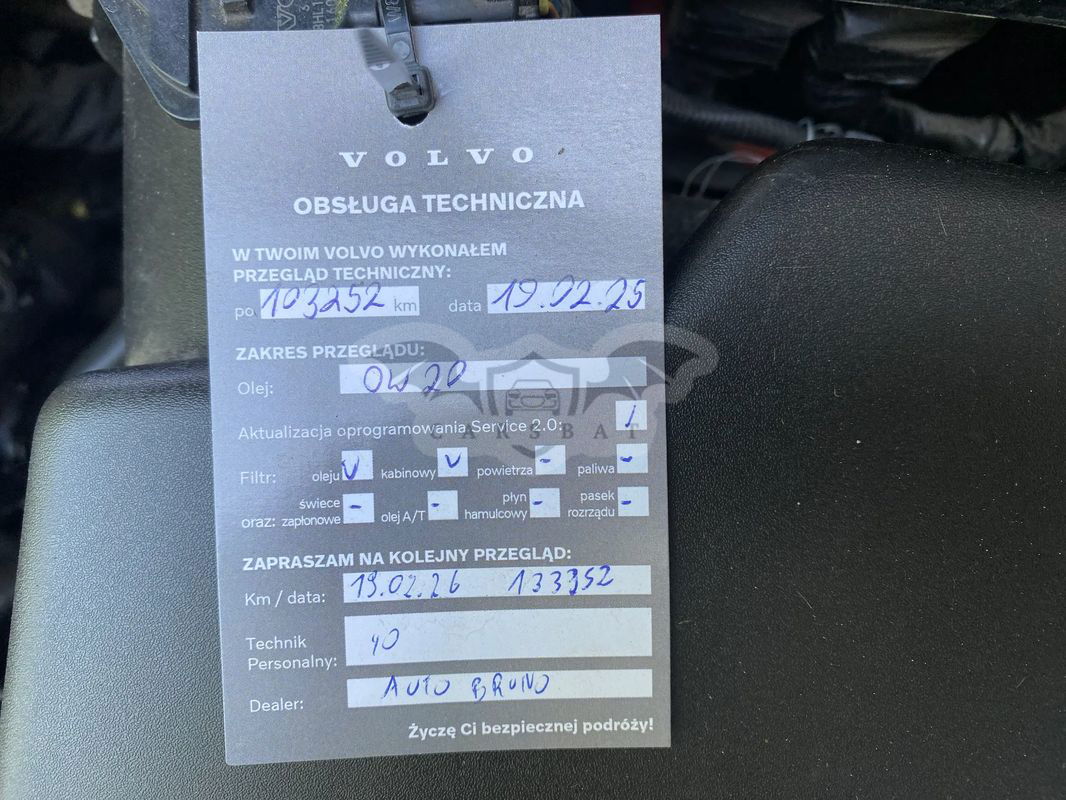 VOLVO
OBSŁUGA TECHNICZNA
W TWOIM VOLVO WYKONAŁEM
PRZEGLĄD TECHNICZNY:
po 103252 km data 19.02.25
ZAKRES PRZEGLĄDU:
Olej: 0W20
CARSBAT
Aktualizacja oprogramowania Service 2.0: /
Filtr: oleju V kabinowy V powietrza - paliwa -
oraz: świece zapłonowe - olej A/T - płyn hamulcowy - pasek rozrządu -
ZAPRASZAM NA KOLEJNY PRZEGLĄD:
Km / data: 19.02.26 133252
Technik
Personalny: 40
Dealer: AUTO BRUNO
Życzę Ci bezpiecznej podróży!